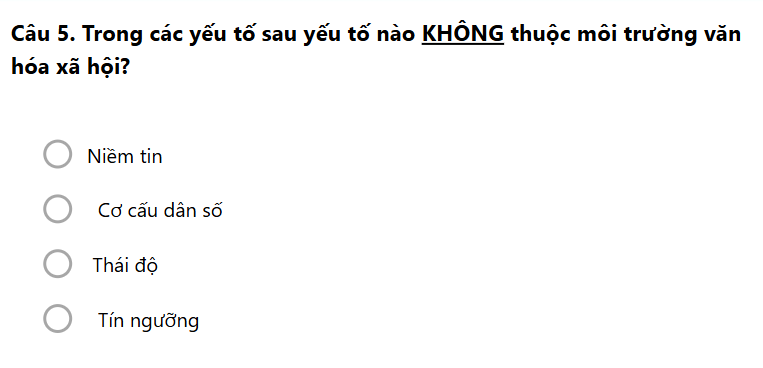 Câu 5. Trong các yếu tố sau yếu tố nào KHÔNG thuộc môi trường văn
hóa xã hội?
Niềm tin
Cơ cấu dân số
Thái độ
Tín ngưỡng